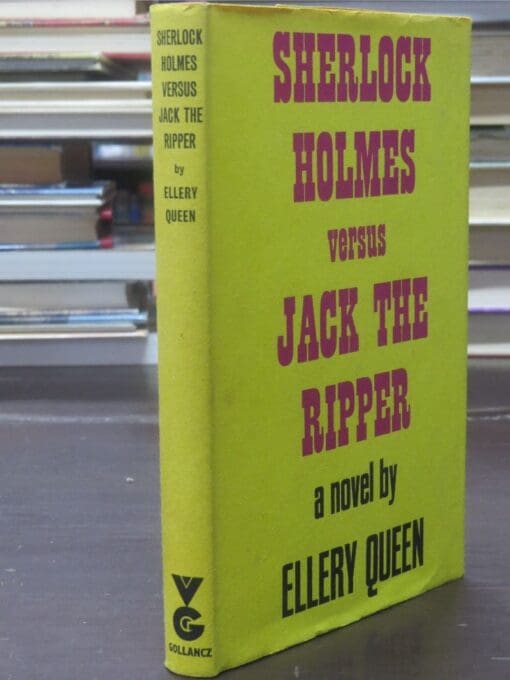 SHERLOCK
HOLMES
VERSUS
JACK THE
RIPPER
by
ELLERY
QUEEN
VG
GOLLANCZ
SHERLOCK
HOLMES
versus
JACK THE
RIPPER
a novel by
ELLERY QUEEN